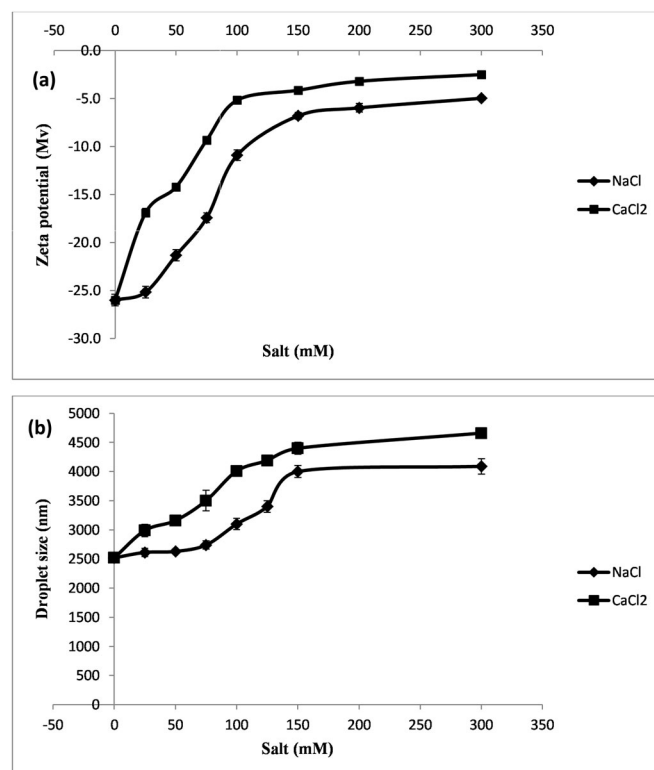 -50 0 50 100 150 200 250 300 350
0.0
(a)
-5.0
-10.0
-15.0
-20.0
-25.0
-30.0
Zeta potential (Mv)
NaCl
CaCl2
Salt (mM)
(b)
5000
4500
4000
3500
3000
2500
2000
1500
1000
500
0
Droplet size (nm)
NaCl
CaCl2
-50 0 50 100 150 200 250 300 350
Salt (mM)